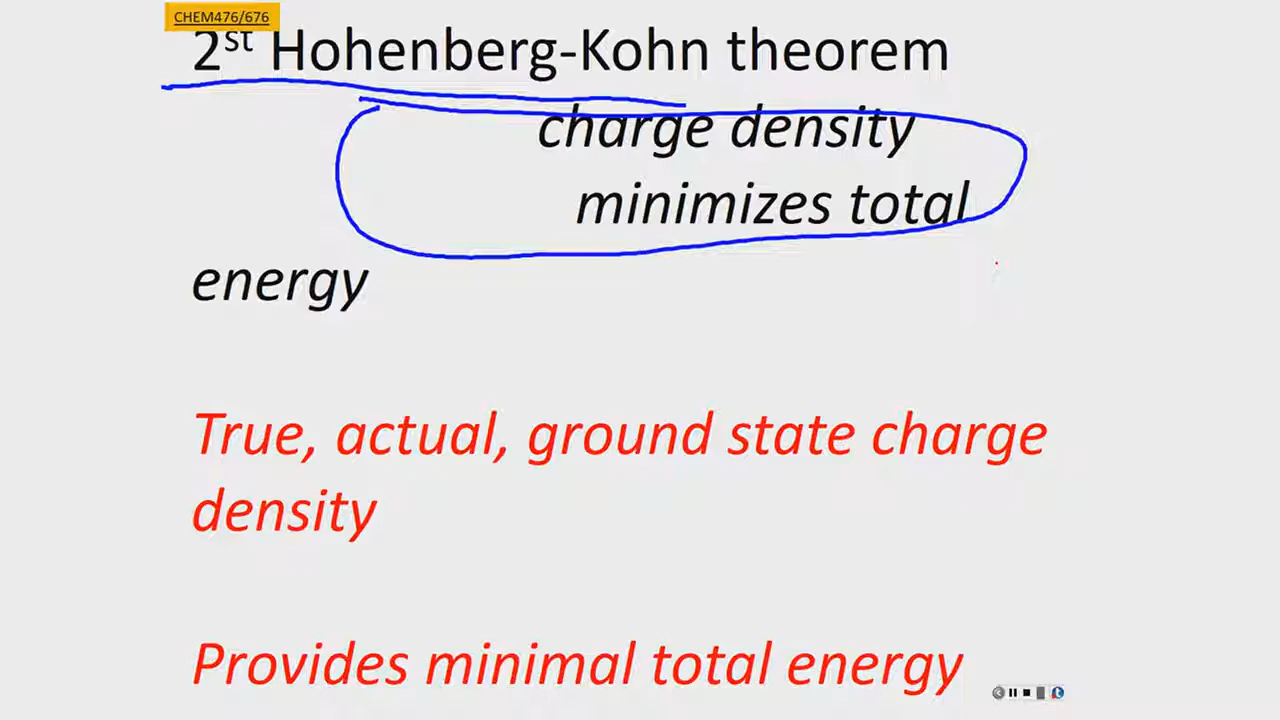 CHEM476/676
2st Hohenberg-Kohn theorem
charge density
minimizes total
energy
True, actual, ground state charge
density
Provides minimal total energy